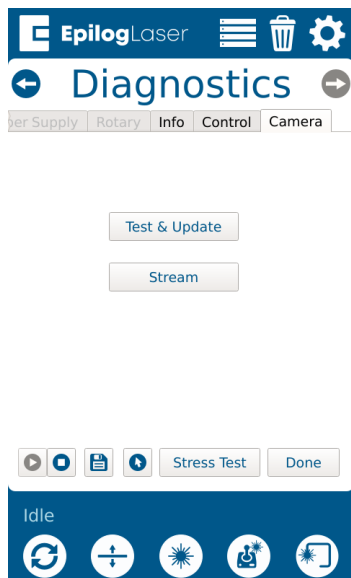 EpilogLaser
Diagnostics
per Supply Rotary Info Control Camera
Test & Update
Stream
Stress Test Done
Idle